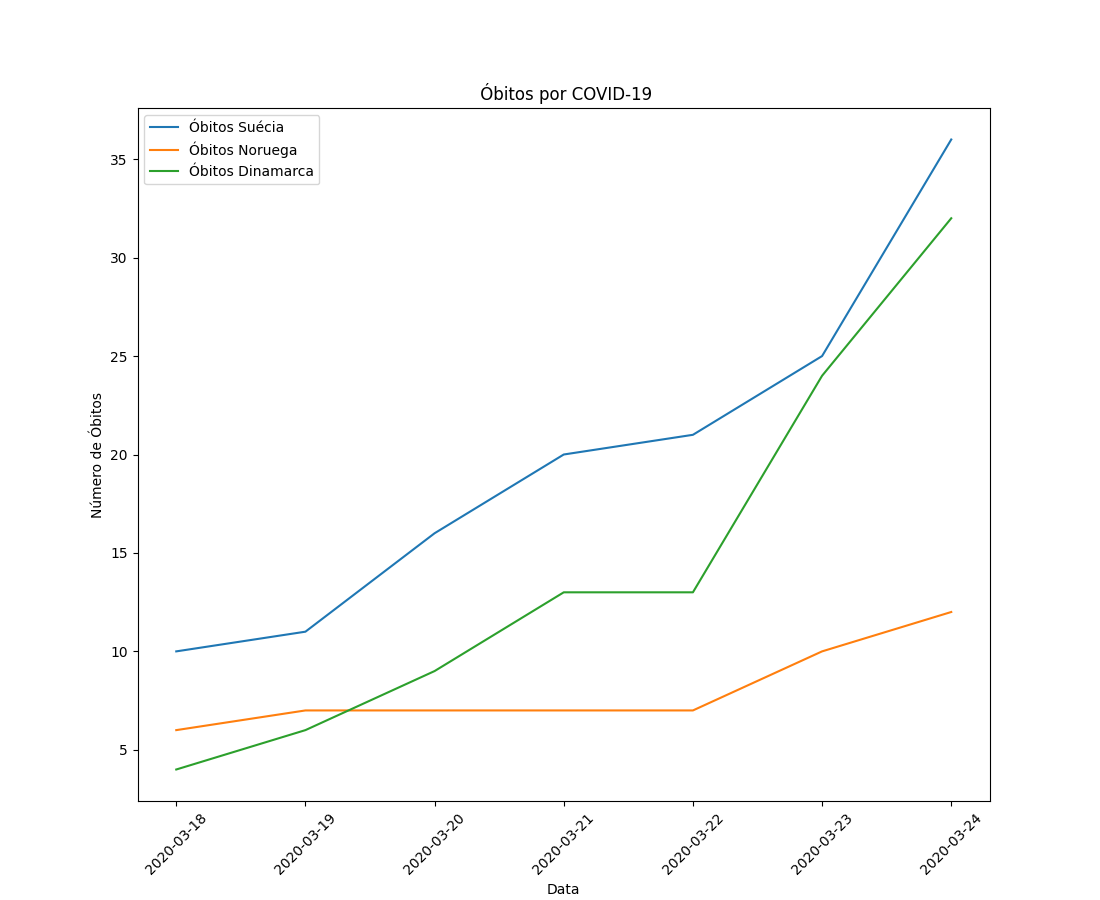 Óbitos por COVID-19
Óbitos Suécia
Óbitos Noruega
Óbitos Dinamarca
Número de Óbitos
35
30
25
20
15
10
5
2020-03-18
2020-03-19
2020-03-20
2020-03-21
2020-03-22
2020-03-23
2020-03-24
Data